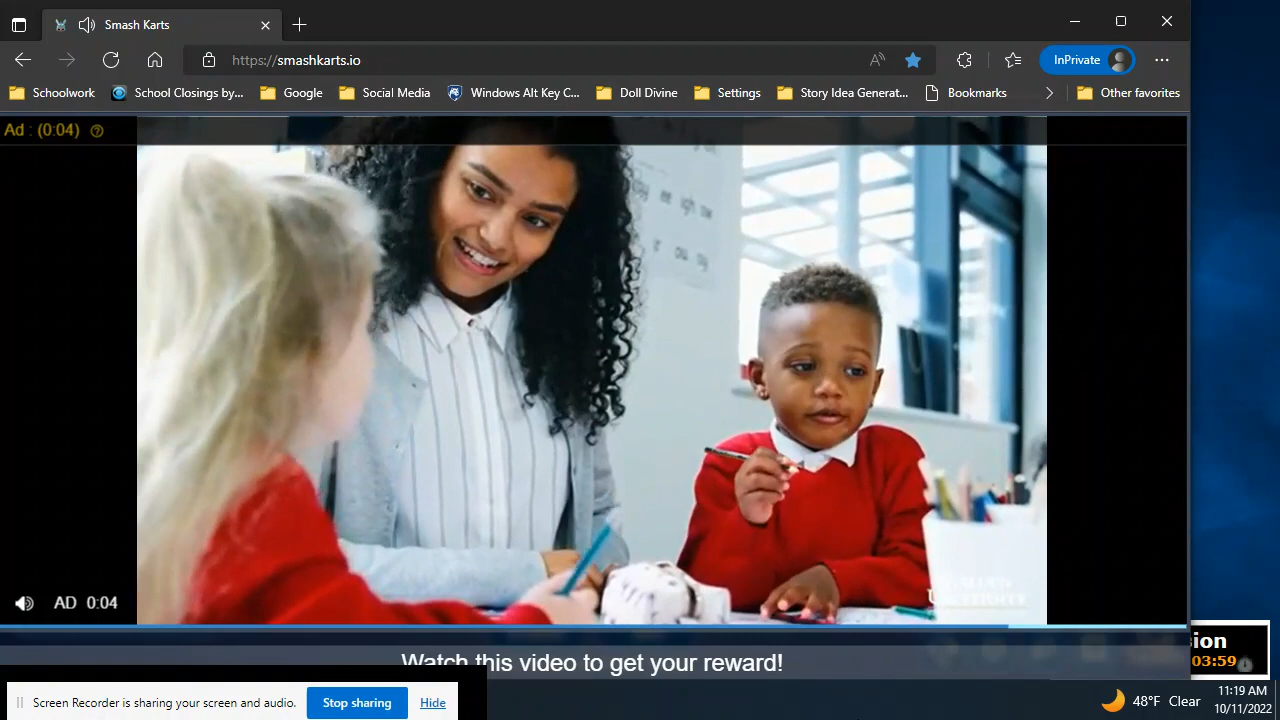 Smash Karts
https://smashkarts.io
InPrivate
Schoolwork
School Closings by...
Google
Social Media
Windows Alt Key C...
Doll Divine
Settings
Story Idea Generat...
Bookmarks
Other favorites
Ad : (0:04)
AD 0:04
UNIVERSITY
Watch this video to get your reward!
sion
03:59
Screen Recorder is sharing your screen and audio.
Stop sharing
Hide
48°F Clear
11:19 AM
10/11/2022